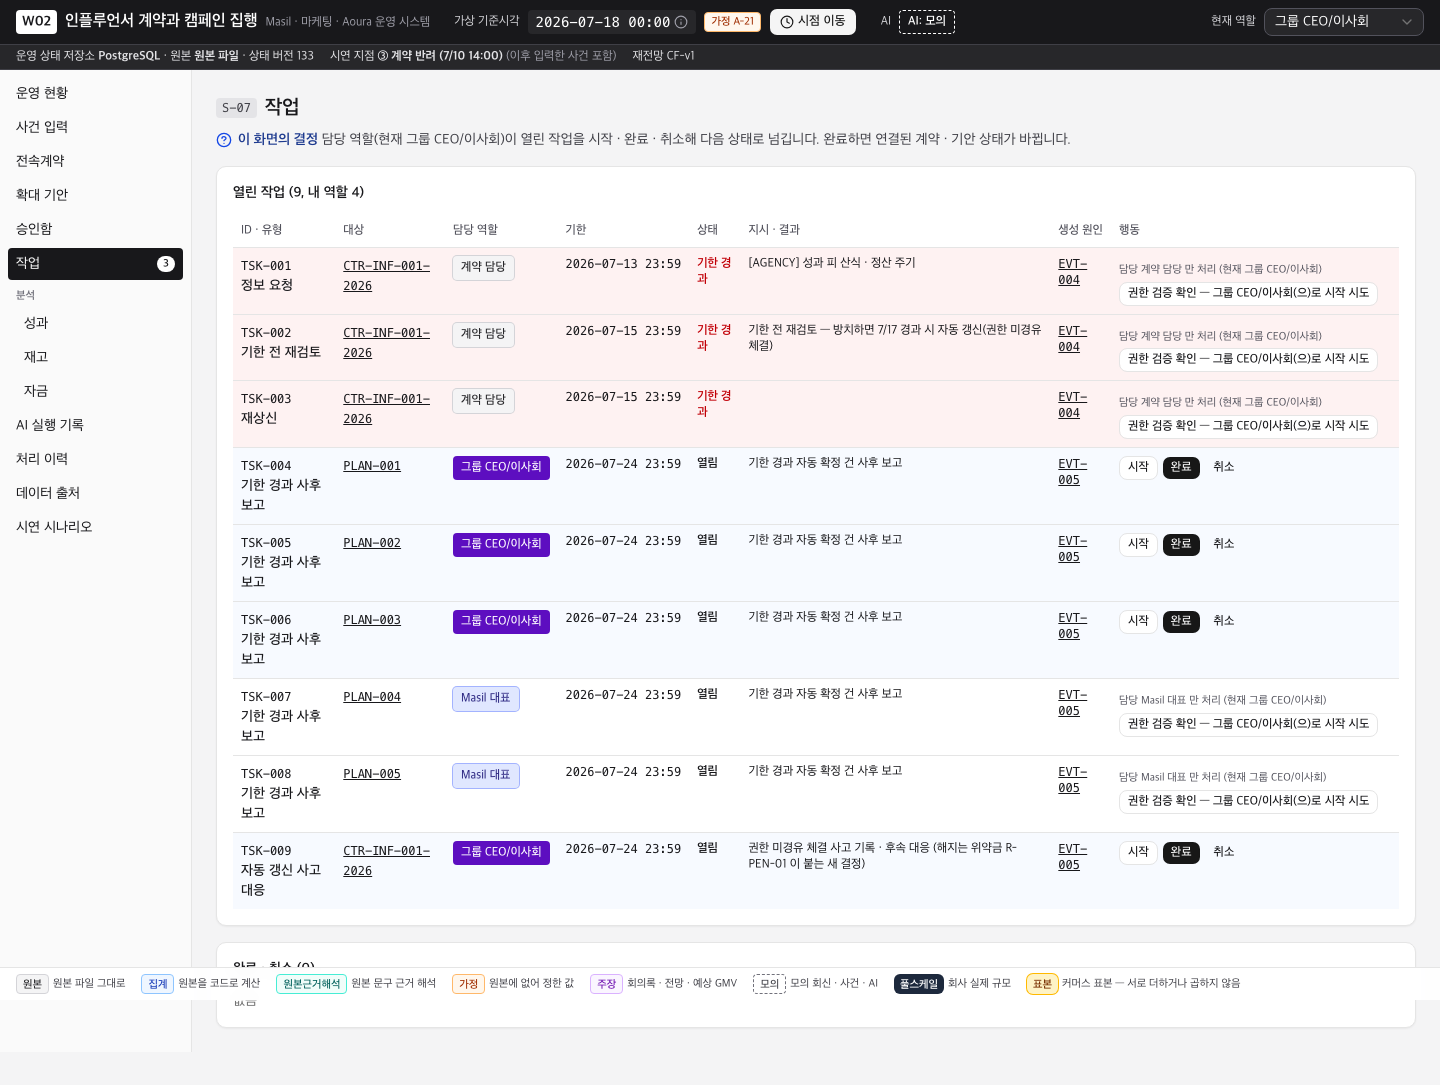 W02 인플루언서 계약과 캠페인 집행 Masil · 마케팅 · Aoura 운영 시스템 가상 기준시각 2026-07-18 00:00 가정 A-21 시점 이동 AI AI: 모의 현재 역할 그룹 CEO/이사회
운영 상태 저장소 PostgreSQL · 원본 원본 파일 · 상태 버전 133 시연 지점 ③ 계약 반려 (7/10 14:00) (이후 입력한 사건 포함) 재전망 CF-v1
운영 현황
사건 입력
전속계약
확대 기안
승인함
작업 3
분석
성과
재고
자금
AI 실행 기록
처리 이력
데이터 출처
시연 시나리오
S-07 작업
이 화면의 결정 담당 역할(현재 그룹 CEO/이사회)이 열린 작업을 시작 · 완료 · 취소해 다음 상태로 넘깁니다. 완료하면 연결된 계약 · 기안 상태가 바뀝니다.
열린 작업 (9, 내 역할 4)
ID · 유형 대상 담당 역할 기한 상태 지시 · 결과 생성 원인 행동
TSK-001 정보 요청 CTR-INF-001-2026 계약 담당 2026-07-13 23:59 기한 경과 [AGENCY] 성과 피 산식 · 정산 주기 EVT-004 담당 계약 담당 만 처리 (현재 그룹 CEO/이사회) 권한 검증 확인 — 그룹 CEO/이사회(으)로 시작 시도
TSK-002 기한 전 재검토 CTR-INF-001-2026 계약 담당 2026-07-15 23:59 기한 경과 기한 전 재검토 — 방치하면 7/17 경과 시 자동 갱신(권한 미경유 체결) EVT-004 담당 계약 담당 만 처리 (현재 그룹 CEO/이사회) 권한 검증 확인 — 그룹 CEO/이사회(으)로 시작 시도
TSK-003 재상신 CTR-INF-001-2026 계약 담당 2026-07-15 23:59 기한 경과 EVT-004 담당 계약 담당 만 처리 (현재 그룹 CEO/이사회) 권한 검증 확인 — 그룹 CEO/이사회(으)로 시작 시도
TSK-004 기한 경과 사후 보고 PLAN-001 그룹 CEO/이사회 2026-07-24 23:59 열림 기한 경과 자동 확정 건 사후 보고 EVT-005 시작 완료 취소
TSK-005 기한 경과 사후 보고 PLAN-002 그룹 CEO/이사회 2026-07-24 23:59 열림 기한 경과 자동 확정 건 사후 보고 EVT-005 시작 완료 취소
TSK-006 기한 경과 사후 보고 PLAN-003 그룹 CEO/이사회 2026-07-24 23:59 열림 기한 경과 자동 확정 건 사후 보고 EVT-005 시작 완료 취소
TSK-007 기한 경과 사후 보고 PLAN-004 Masil 대표 2026-07-24 23:59 열림 기한 경과 자동 확정 건 사후 보고 EVT-005 담당 Masil 대표 만 처리 (현재 그룹 CEO/이사회) 권한 검증 확인 — 그룹 CEO/이사회(으)로 시작 시도
TSK-008 기한 경과 사후 보고 PLAN-005 Masil 대표 2026-07-24 23:59 열림 기한 경과 자동 확정 건 사후 보고 EVT-005 담당 Masil 대표 만 처리 (현재 그룹 CEO/이사회) 권한 검증 확인 — 그룹 CEO/이사회(으)로 시작 시도
TSK-009 자동 갱신 사고 대응 CTR-INF-001-2026 그룹 CEO/이사회 2026-07-24 23:59 열림 권한 미경유 체결 사고 기록 · 후속 대응 (해지는 위약금 R-PEN-01 이 붙는 새 결정) EVT-005 시작 완료 취소
원본 원본 파일 그대로 집계 원본을 코드로 계산 원본근거해석 원본 문구 근거 해석 가정 원본에 없어 정한 값 주장 회의록 · 전망 · 예상 GMV 모의 모의 회신 · 사건 · AI 풀스케일 회사 실제 규모 표본 커머스 표본 — 서로 더하거나 곱하지 않음